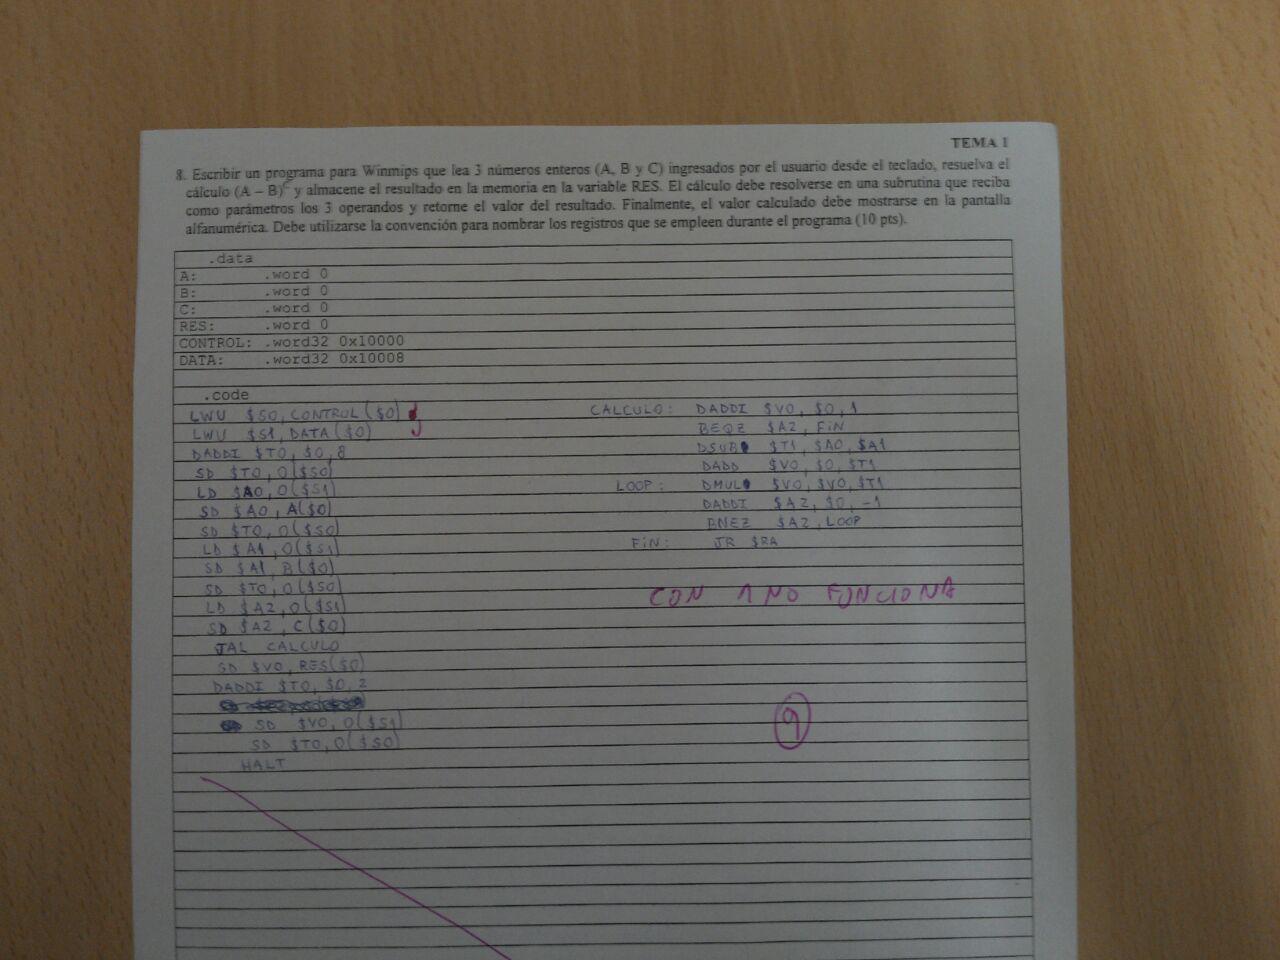 TEMA 1
8. Escribir un programa para Winmips que lea 3 números enteros (A, B y C) ingresados por el usuario desde el teclado, resuelva el
cálculo (A – B)^C y almacene el resultado en la memoria en la variable RES. El cálculo debe resolverse en una subrutina que reciba
como parámetros los 3 operandos y retorne el valor del resultado. Finalmente, el valor calculado debe mostrarse en la pantalla
alfanumérica. Debe utilizarse la convención para nombrar los registros que se empleen durante el programa (10 pts).
.data
A: .word 0
B: .word 0
C: .word 0
RES: .word 0
CONTROL: .word32 0x10000
DATA: .word32 0x10008
.code
LWU $S0, CONTROL($0)
LWU $S1, DATA($0)
DADDI $T0, $0, 8
SD $T0, 0($S0)
LD $A0, 0($S1)
SD $A0, A($0)
SD $T0, 0($S0)
LD $A1, 0($S1)
SD $A1, B($0)
SD $T0, 0($S0)
LD $A2, 0($S1)
SD $A2, C($0)
JAL CALCULO
SD $V0, RES($0)
DADDI $T0, $0, 2
SD $V0, 0($S1)
SD $T0, 0($S0)
HALT
CALCULO: DADDI $V0, $0, 1
BEQZ $A2, FIN
DSUB $T1, $A0, $A1
DADD $V0, $0, $T1
LOOP: DMUL $V0, $V0, $T1
DADDI $A2, $0, -1
BNEZ $A2, LOOP
FIN: JR $RA
CON 1 NO FUNCIONA
9